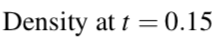 Density at t = 0.15